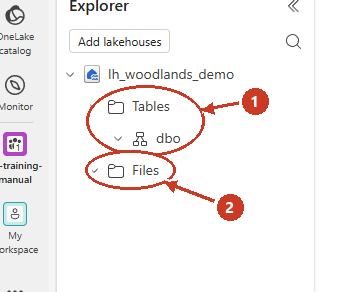 Explorer
OneLake
catalog
Add lakehouses
lh_woodlands_demo
Monitor
Tables
1
dbo
-training-
manual
Files
2
My
orkspace